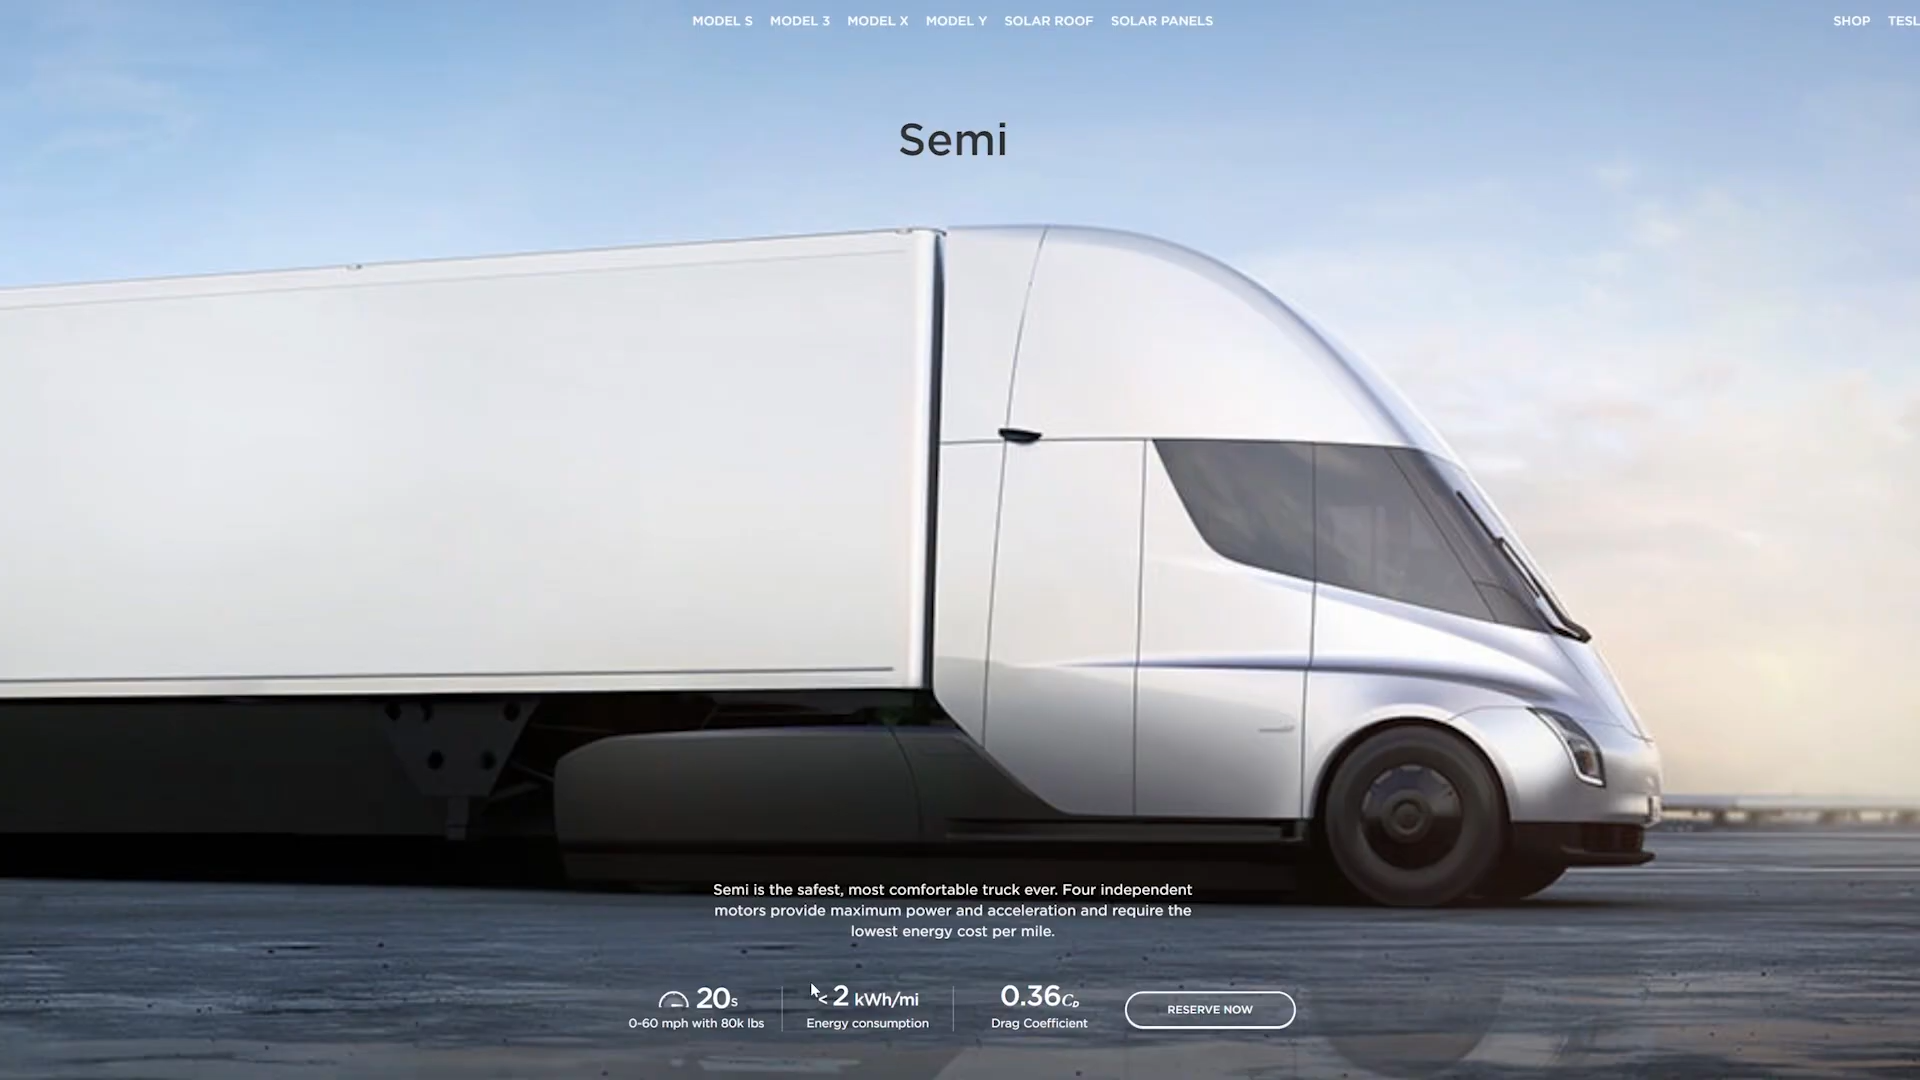 MODEL S MODEL 3 MODEL X MODEL Y SOLAR ROOF SOLAR PANELS SHOP TESL
Semi
Semi is the safest, most comfortable truck ever. Four independent
motors provide maximum power and acceleration and require the
lowest energy cost per mile.
20s
0-60 mph with 80k lbs
< 2 kWh/mi
Energy consumption
0.36CD
Drag Coefficient
RESERVE NOW